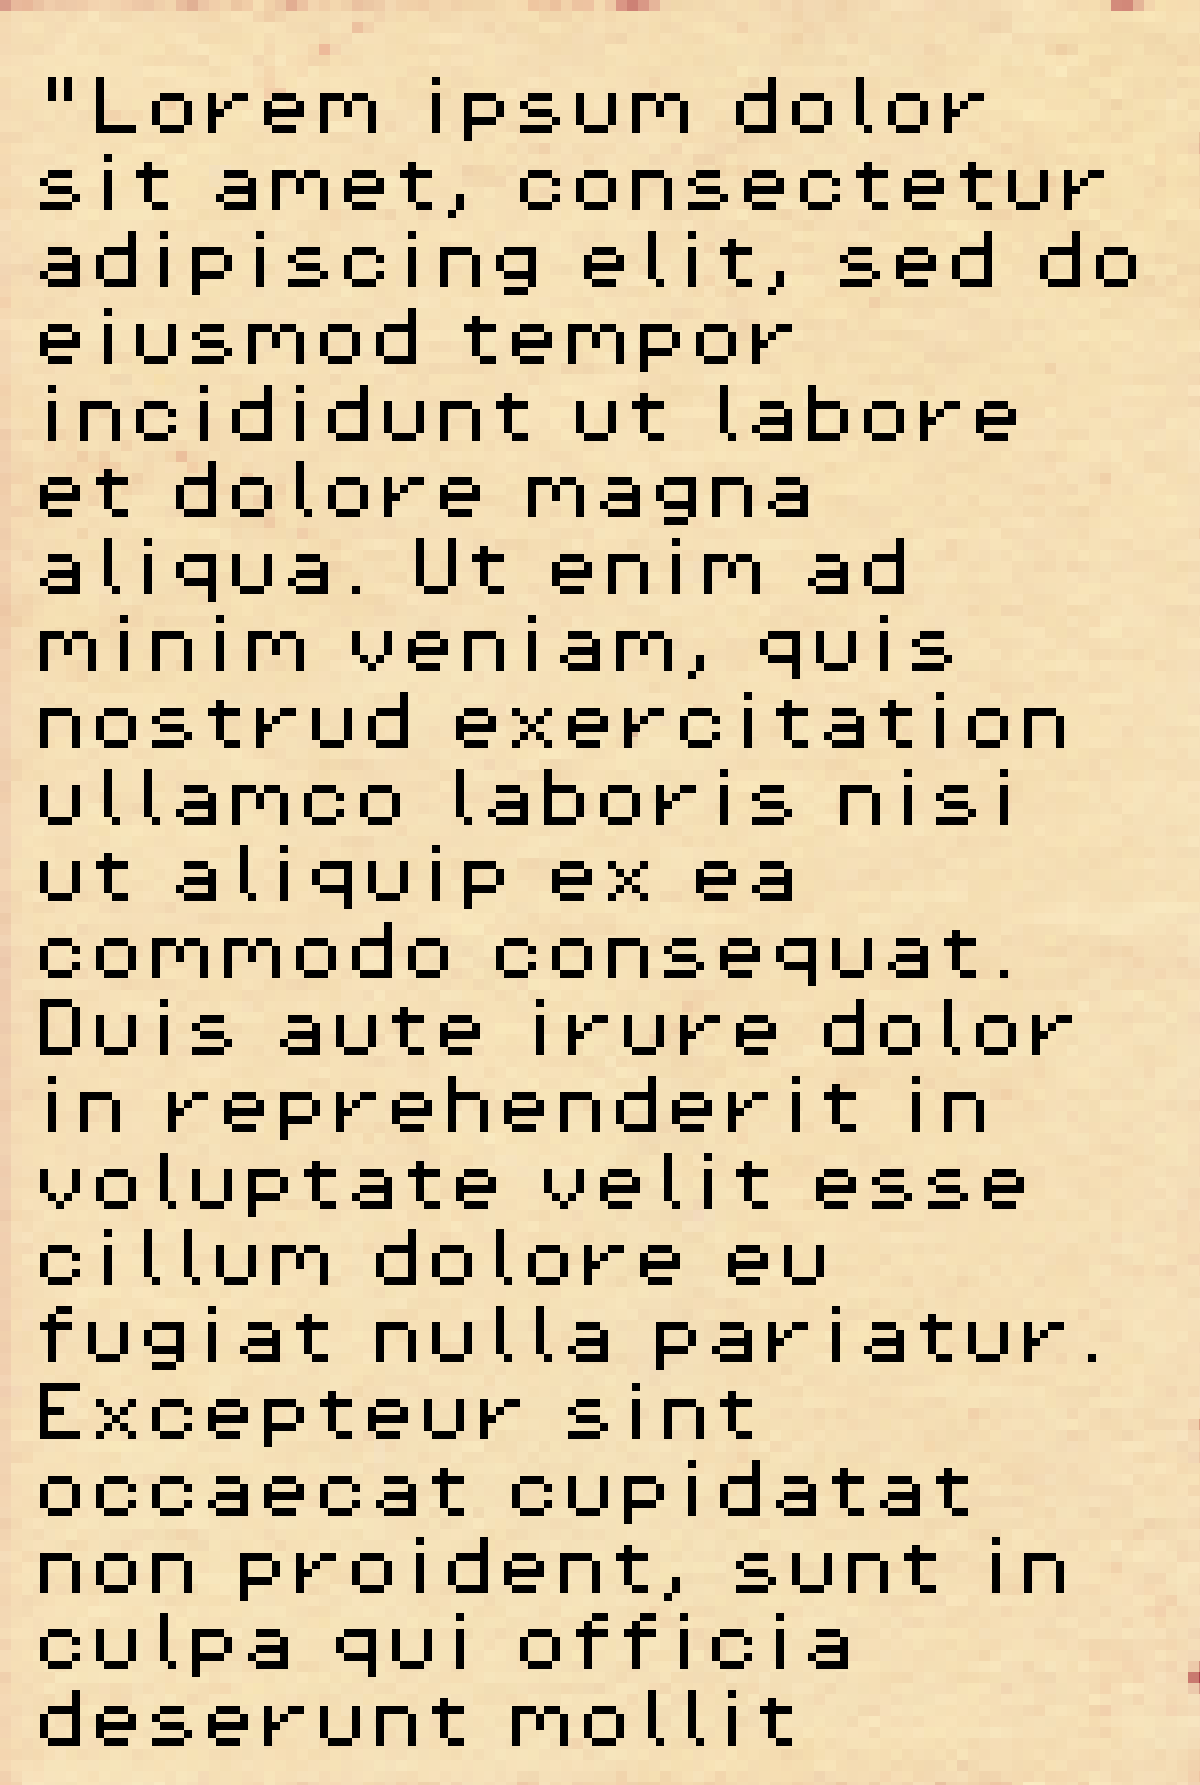 "Lorem ipsum dolor
sit amet, consectetur
adipiscing elit, sed do
eiusmod tempor
incididunt ut labore
et dolore magna
aliqua. Ut enim ad
minim veniam, quis
nostrud exercitation
ullamco laboris nisi
ut aliquip ex ea
commodo consequat.
Duis aute irure dolor
in reprehenderit in
voluptate velit esse
cillum dolore eu
fugiat nulla pariatur.
Excepteur sint
occaecat cupidatat
non proident, sunt in
culpa qui officia
deserunt mollit